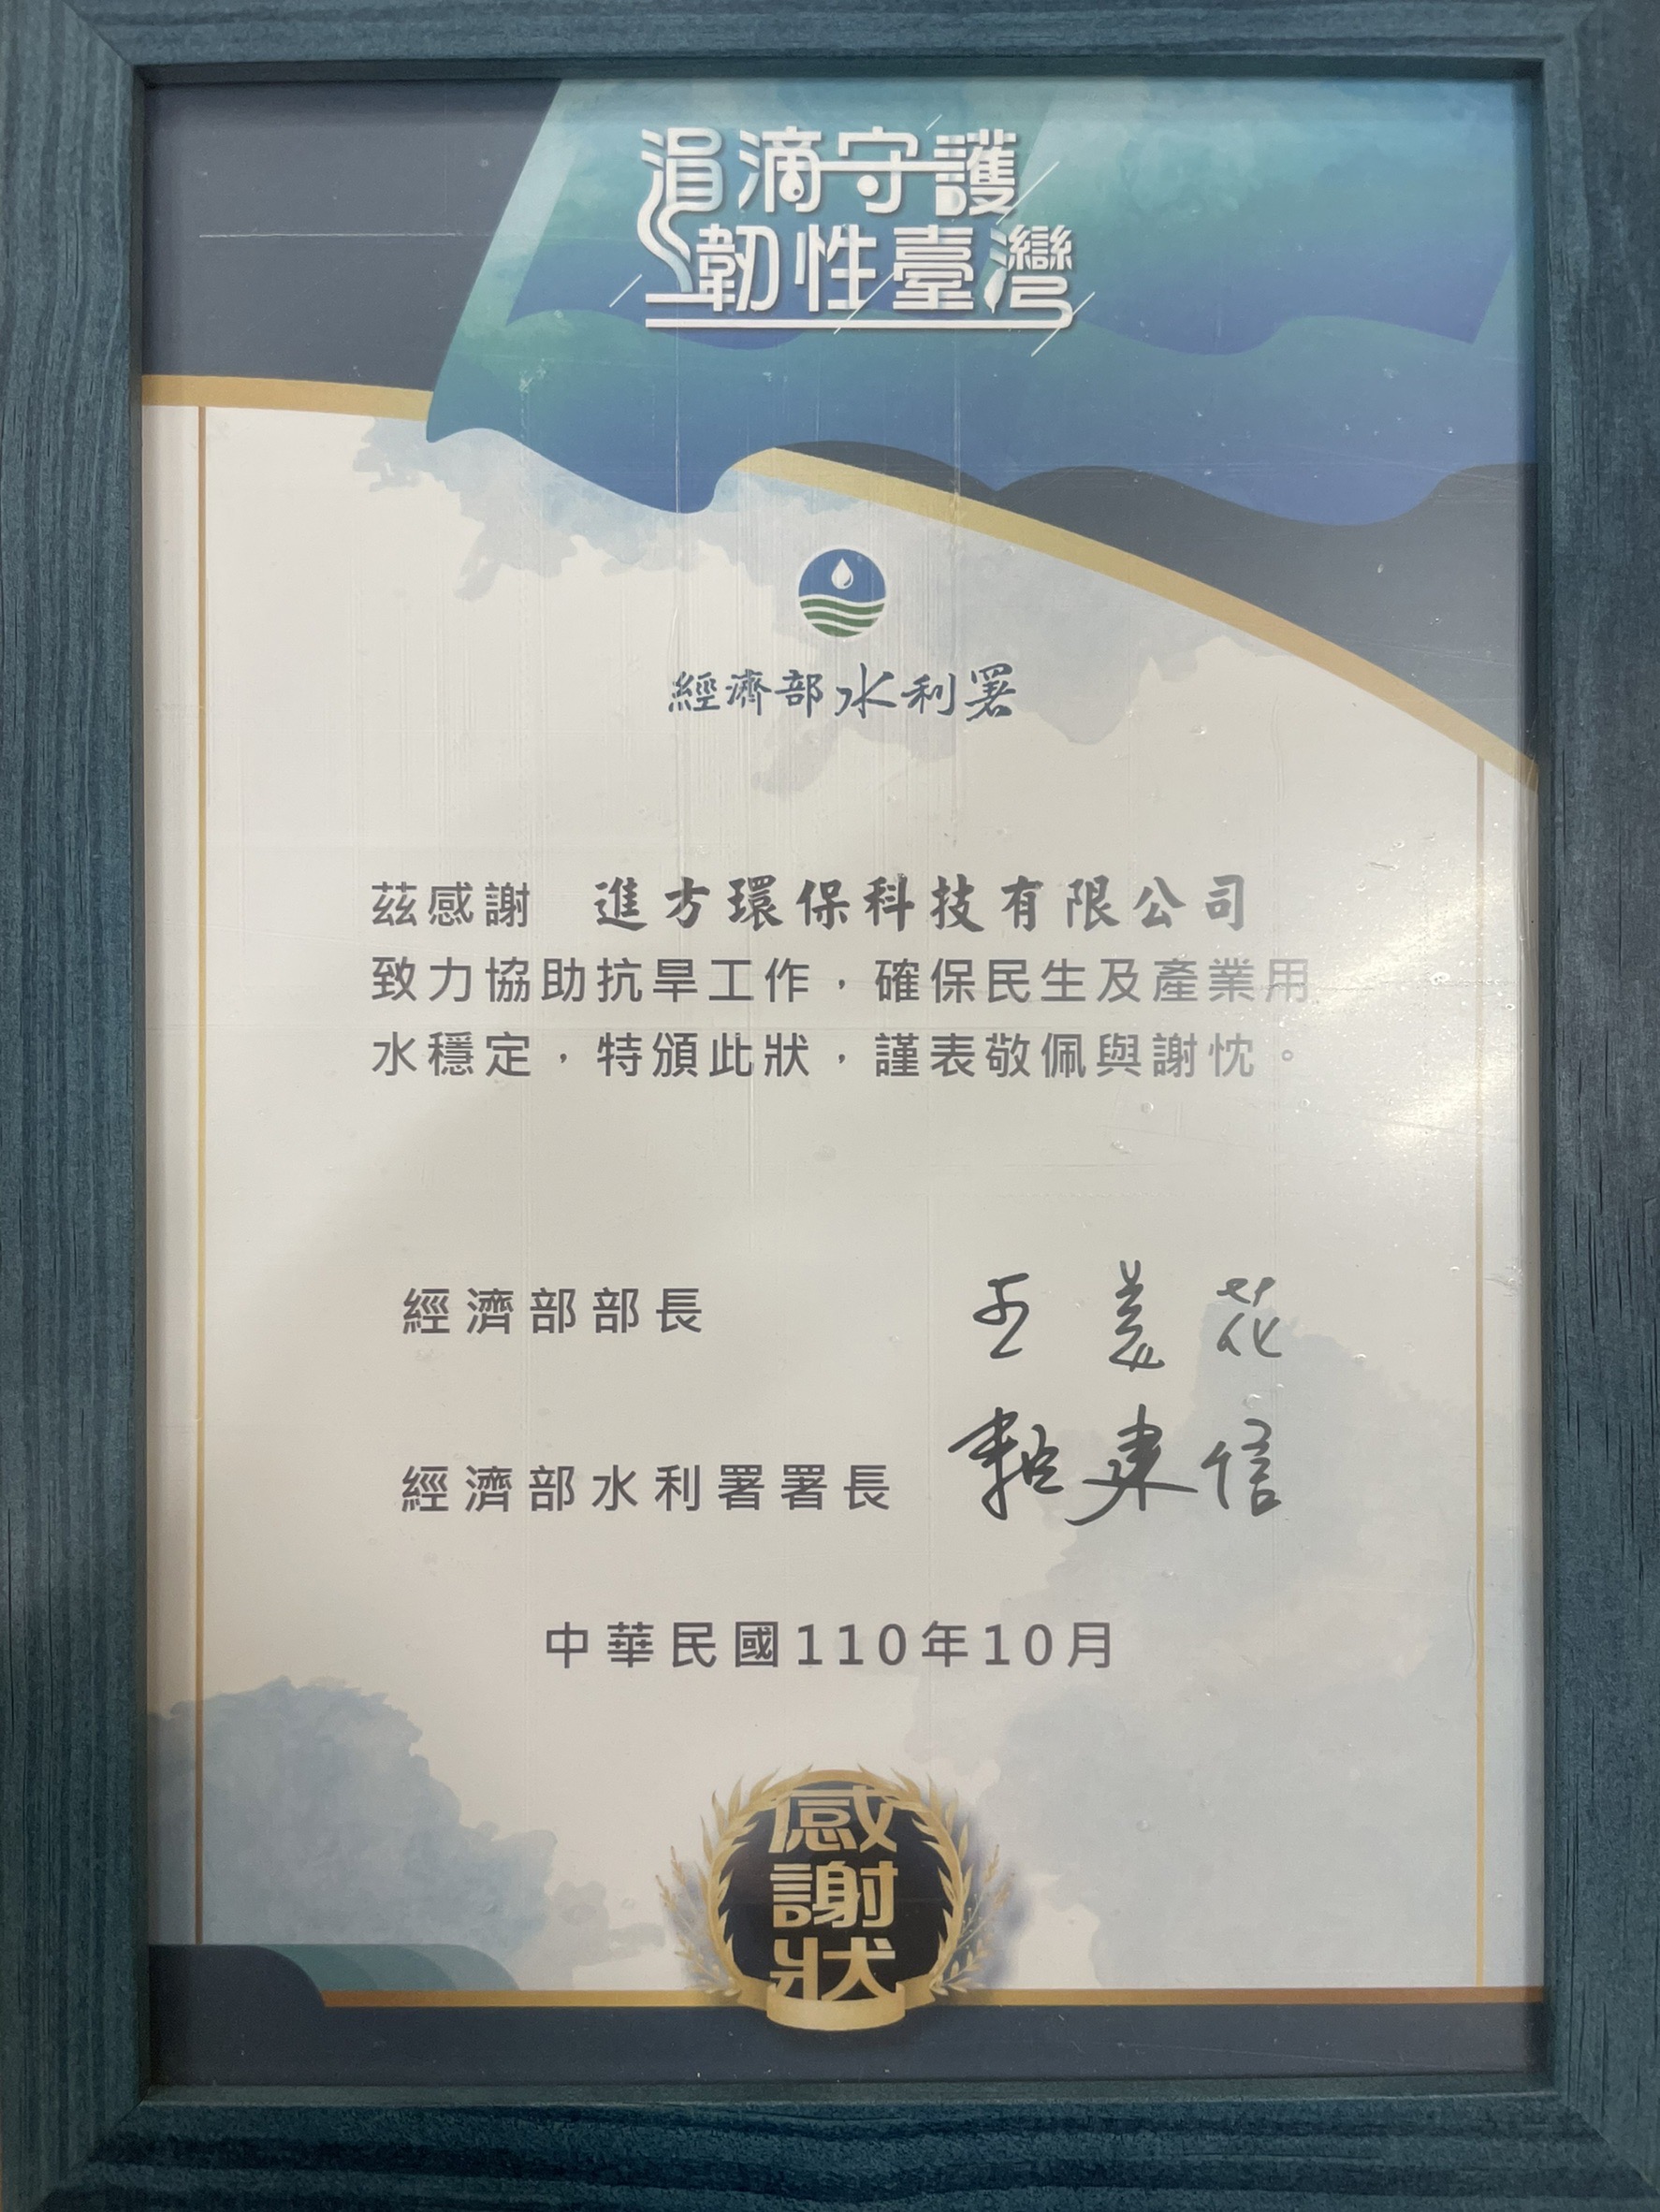 涓滴守護
韌性臺灣
經濟部水利署
茲感謝 進方環保科技有限公司
致力協助抗旱工作，確保民生及產業用
水穩定，特頒此狀，謹表敬佩與謝忱。
經濟部部長 王美花
經濟部水利署署長 賴建信
中華民國110年10月
感
謝
狀